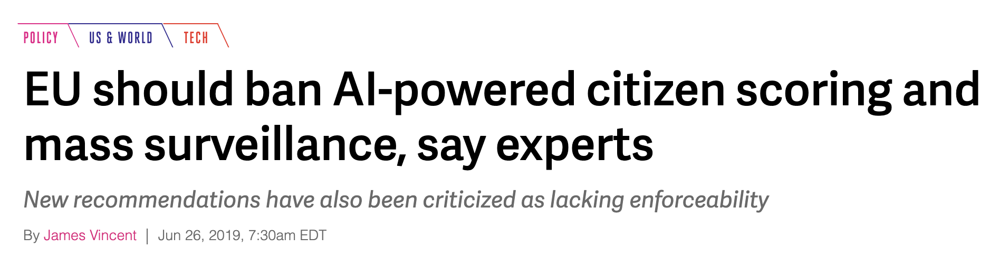 POLICY US & WORLD TECH
EU should ban AI-powered citizen scoring and
mass surveillance, say experts
New recommendations have also been criticized as lacking enforceability
By James Vincent | Jun 26, 2019, 7:30am EDT